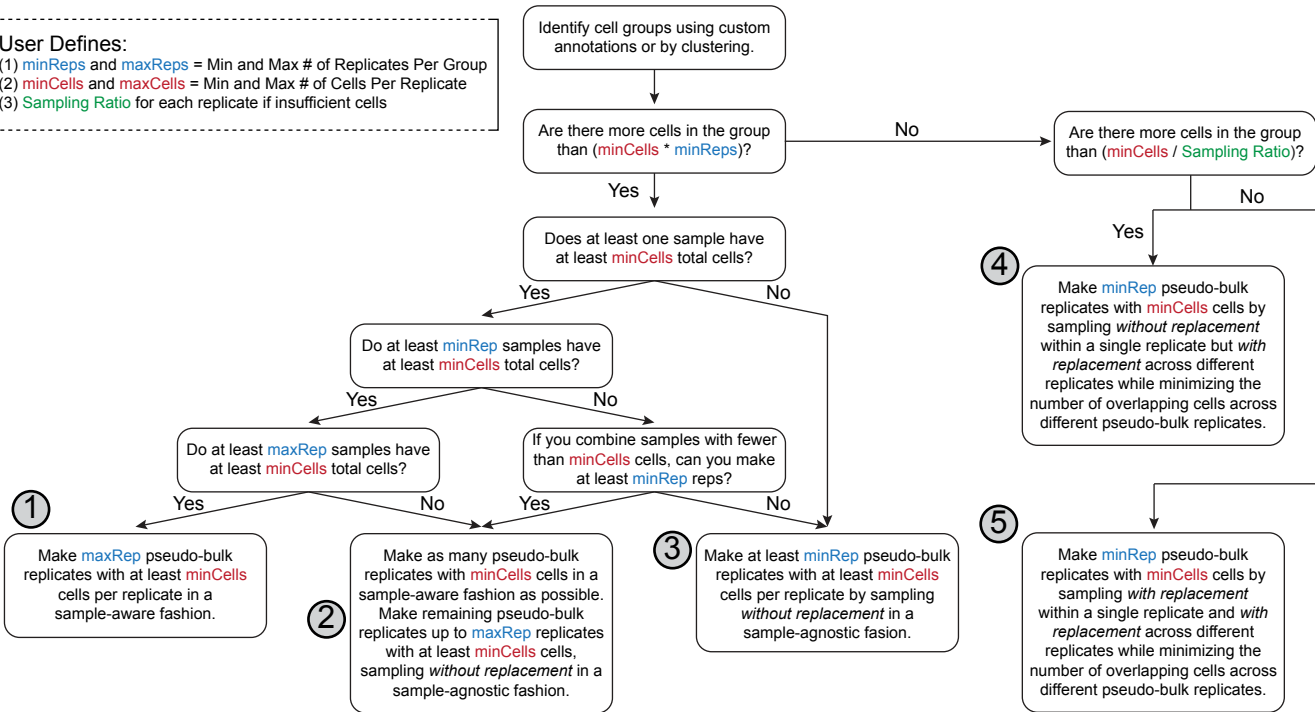 User Defines:
(1) minReps and maxReps = Min and Max # of Replicates Per Group
(2) minCells and maxCells = Min and Max # of Cells Per Replicate
(3) Sampling Ratio for each replicate if insufficient cells
Identify cell groups using custom
annotations or by clustering.
Are there more cells in the group
than (minCells * minReps)?
No
Are there more cells in the group
than (minCells / Sampling Ratio)?
Yes
No
Does at least one sample have
at least minCells total cells?
Yes
4
Make minRep pseudo-bulk
replicates with minCells cells by
sampling without replacement
within a single replicate but with
replacement across different
replicates while minimizing the
number of overlapping cells across
different pseudo-bulk replicates.
Yes
No
Do at least minRep samples have
at least minCells total cells?
Yes
No
Do at least maxRep samples have
at least minCells total cells?
If you combine samples with fewer
than minCells cells, can you make
at least minRep reps?
Yes
No
Yes
No
1
Make maxRep pseudo-bulk
replicates with at least minCells
cells per replicate in a
sample-aware fashion.
2
Make as many pseudo-bulk
replicates with minCells cells in a
sample-aware fashion as possible.
Make remaining pseudo-bulk
replicates up to maxRep replicates
with at least minCells cells,
sampling without replacement in a
sample-agnostic fashion.
3
Make at least minRep pseudo-bulk
replicates with at least minCells
cells per replicate by sampling
without replacement in a
sample-agnostic fasion.
5
Make minRep pseudo-bulk
replicates with minCells cells by
sampling with replacement
within a single replicate and with
replacement across different
replicates while minimizing the
number of overlapping cells across
different pseudo-bulk replicates.